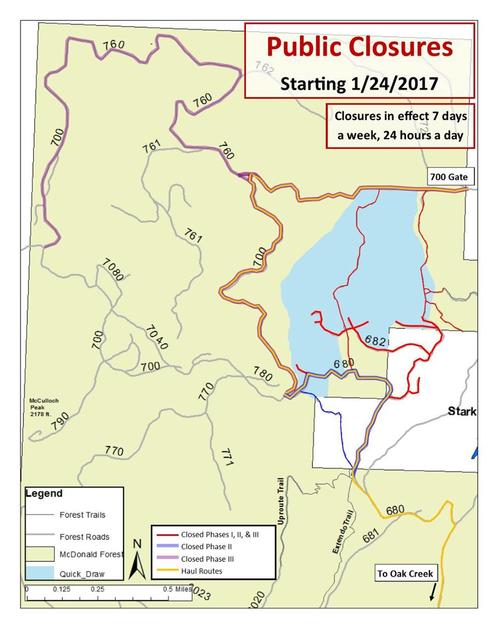 Public Closures
Starting 1/24/2017
Closures in effect 7 days
a week, 24 hours a day
760
762
760
700
761
760
700 Gate
761
700
7080
682
700
7040
700
680
780
770
McCulloch
Peak
2178 ft.
790
Stark
770
771
Uproute Trail
Extendo Trail
680
681
To Oak Creek
Legend
Forest Trails
Forest Roads
McDonald Forest
Quick_Draw
N
Closed Phases I, II, & III
Closed Phase II
Closed Phase III
Haul Routes
0 0.125 0.25 0.5 Miles
023
020